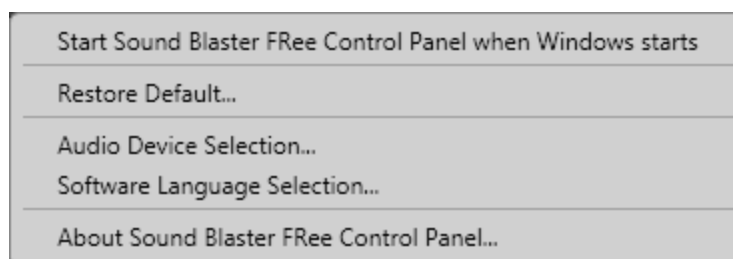 Start Sound Blaster FRee Control Panel when Windows starts
Restore Default...
Audio Device Selection...
Software Language Selection...
About Sound Blaster FRee Control Panel...